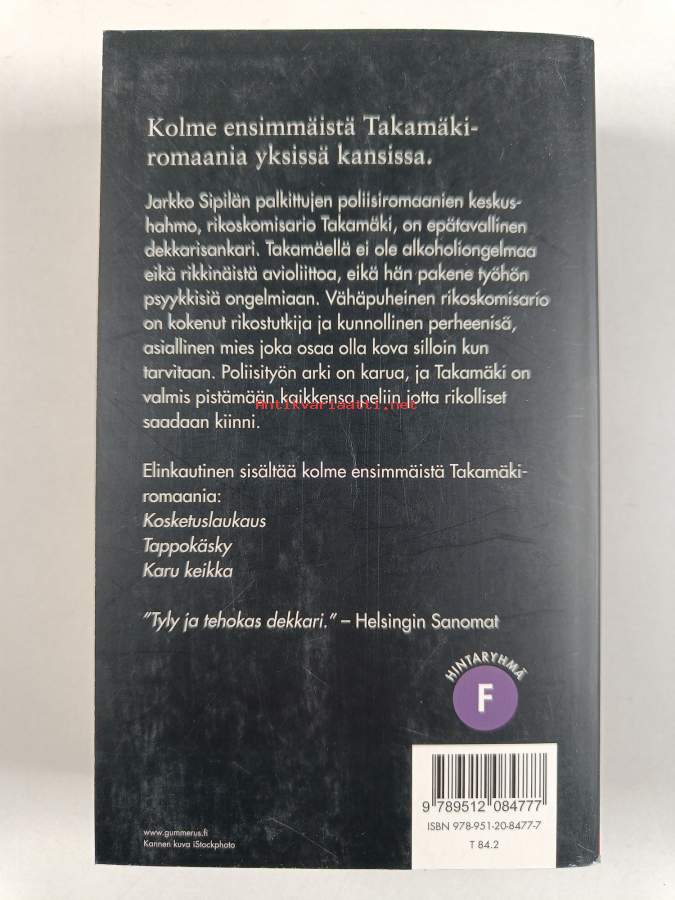 Kolme ensimmäistä Takamäki-
romaania yksissä kansissa.
Jarkko Sipilän palkittujen poliisiromaanien keskus-
hahmo, rikoskomisario Takamäki, on epätavallinen
dekkarisankari. Takamäellä ei ole alkoholiongelmaa
eikä rikkinäistä avioliittoa, eikä hän pakene työhön
psyykkisiä ongelmiaan. Vähäpuheinen rikoskomisario
on kokenut rikostutkija ja kunnollinen perheenisä,
asiallinen mies joka osaa olla kova silloin kun
tarvitaan. Poliisityön arki on karua, ja Takamäki on
valmis pistämään kaikkensa peliin jotta rikolliset
Antikvariaatti.net
saadaan kiinni.
Elinkautinen sisältää kolme ensimmäistä Takamäki-
romaania:
Kosketuslaukaus
Tappokäsky
Karu keikka
"Tyly ja tehokas dekkari." – Helsingin Sanomat
HINTARYHMÄ
F
9 789512 084777
ISBN 978-951-20-8477-7
T 84.2
www.gummerus.fi
Kannen kuva iStockphoto